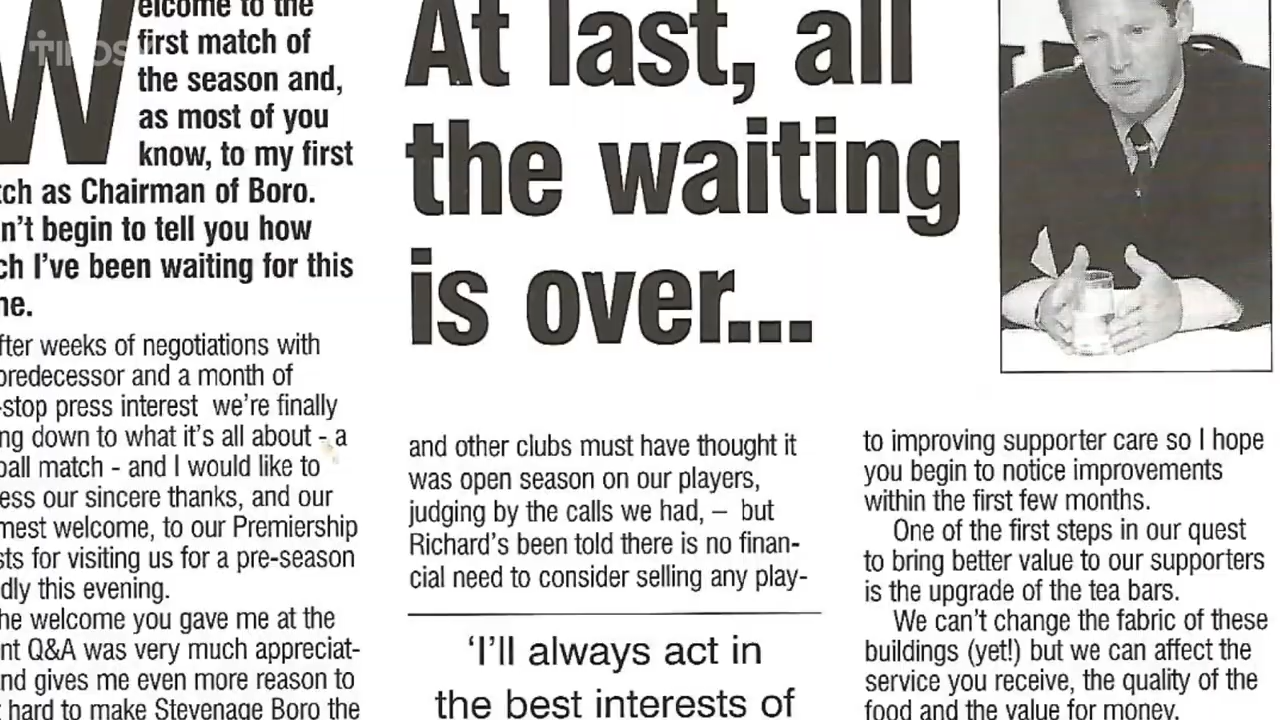 TIFOSY
Welcome to the
first match of
the season and,
as most of you
know, to my first
tch as Chairman of Boro.
n't begin to tell you how
ch I've been waiting for this
ne.
fter weeks of negotiations with
predecessor and a month of
-stop press interest we're finally
ng down to what it's all about - a
ball match - and I would like to
ess our sincere thanks, and our
mest welcome, to our Premiership
sts for visiting us for a pre-season
dly this evening.
he welcome you gave me at the
nt Q&A was very much appreciat-
nd gives me even more reason to
hard to make Stevenage Boro the
At last, all
the waiting
is over...
and other clubs must have thought it
was open season on our players,
judging by the calls we had, – but
Richard's been told there is no finan-
cial need to consider selling any play-
'I'll always act in
the best interests of
to improving supporter care so I hope
you begin to notice improvements
within the first few months.
One of the first steps in our quest
to bring better value to our supporters
is the upgrade of the tea bars.
We can't change the fabric of these
buildings (yet!) but we can affect the
service you receive, the quality of the
food and the value for money.